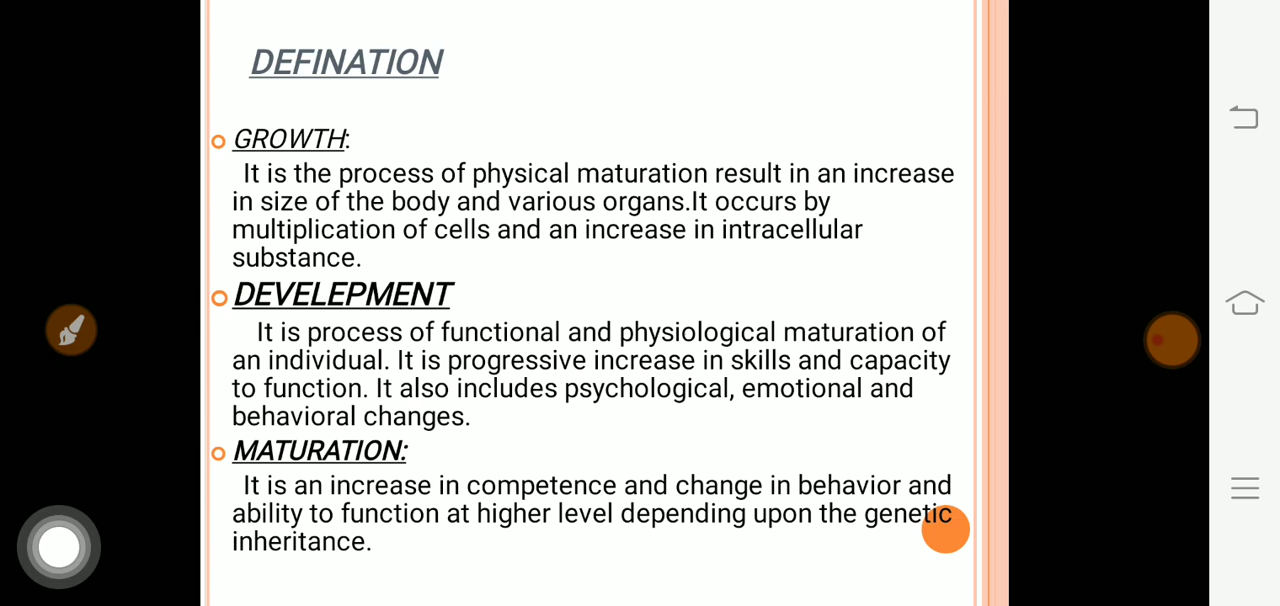 DEFINATION
GROWTH:
It is the process of physical maturation result in an increase
in size of the body and various organs.It occurs by
multiplication of cells and an increase in intracellular
substance.
DEVELEPMENT
It is process of functional and physiological maturation of
an individual. It is progressive increase in skills and capacity
to function. It also includes psychological, emotional and
behavioral changes.
MATURATION:
It is an increase in competence and change in behavior and
ability to function at higher level depending upon the genetic
inheritance.